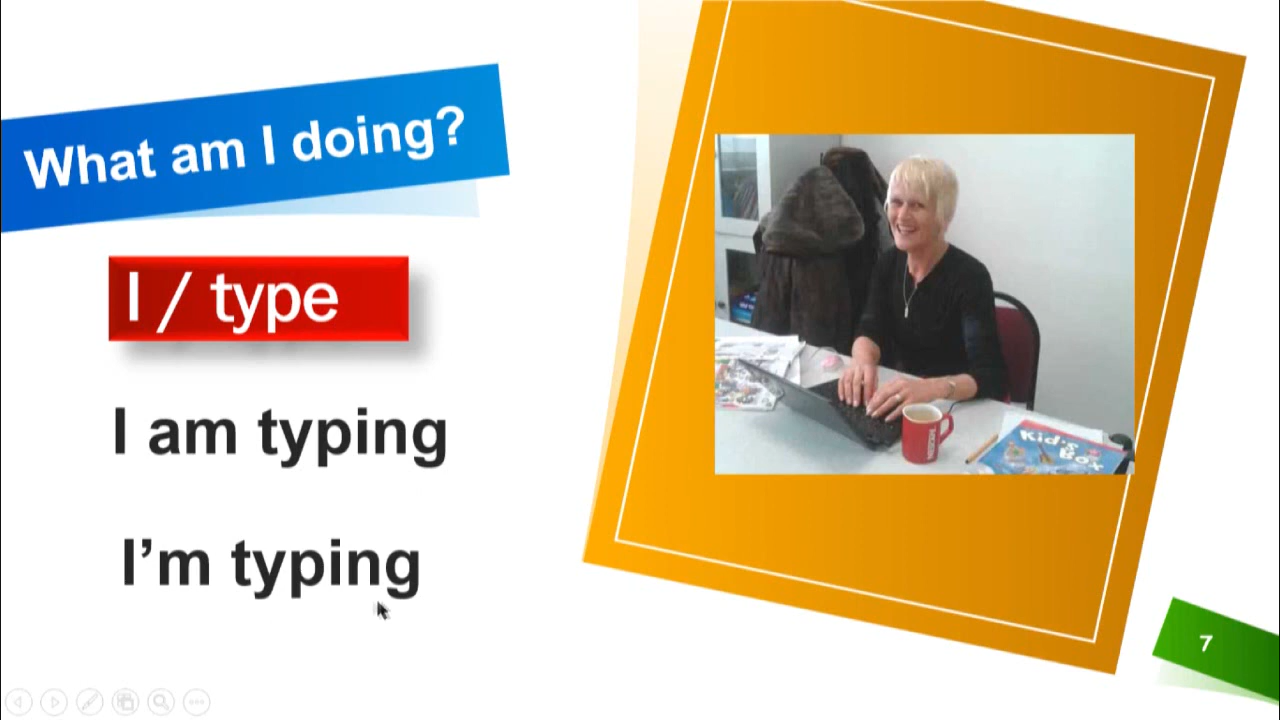 What am I doing?
I / type
I am typing
I’m typing
Kid's
Box
7